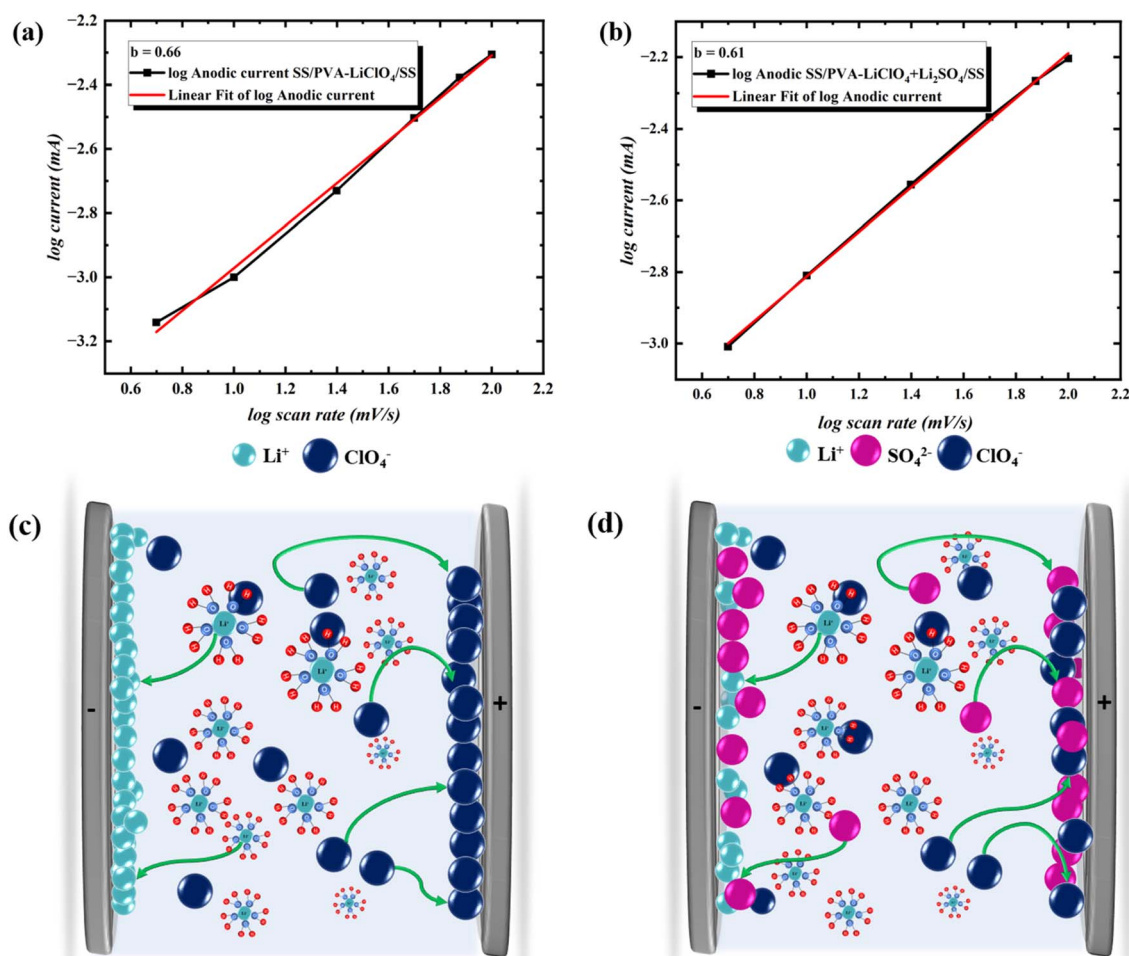 (a)
b = 0.66
log Anodic current SS/PVA-LiClO₄/SS
Linear Fit of log Anodic current
−2.2
−2.4
−2.6
−2.8
−3.0
−3.2
log current (mA)
0.6 0.8 1.0 1.2 1.4 1.6 1.8 2.0 2.2
log scan rate (mV/s)
(b)
b = 0.61
log Anodic SS/PVA-LiClO₄+Li₂SO₄/SS
Linear Fit of log Anodic current
−2.2
−2.4
−2.6
−2.8
−3.0
log current (mA)
0.6 0.8 1.0 1.2 1.4 1.6 1.8 2.0 2.2
log scan rate (mV/s)
Li⁺ ClO₄⁻
Li⁺ SO₄²⁻ ClO₄⁻
(c)
- +
Li⁺
Li⁺
(d)
- +
Li⁺
Li⁺